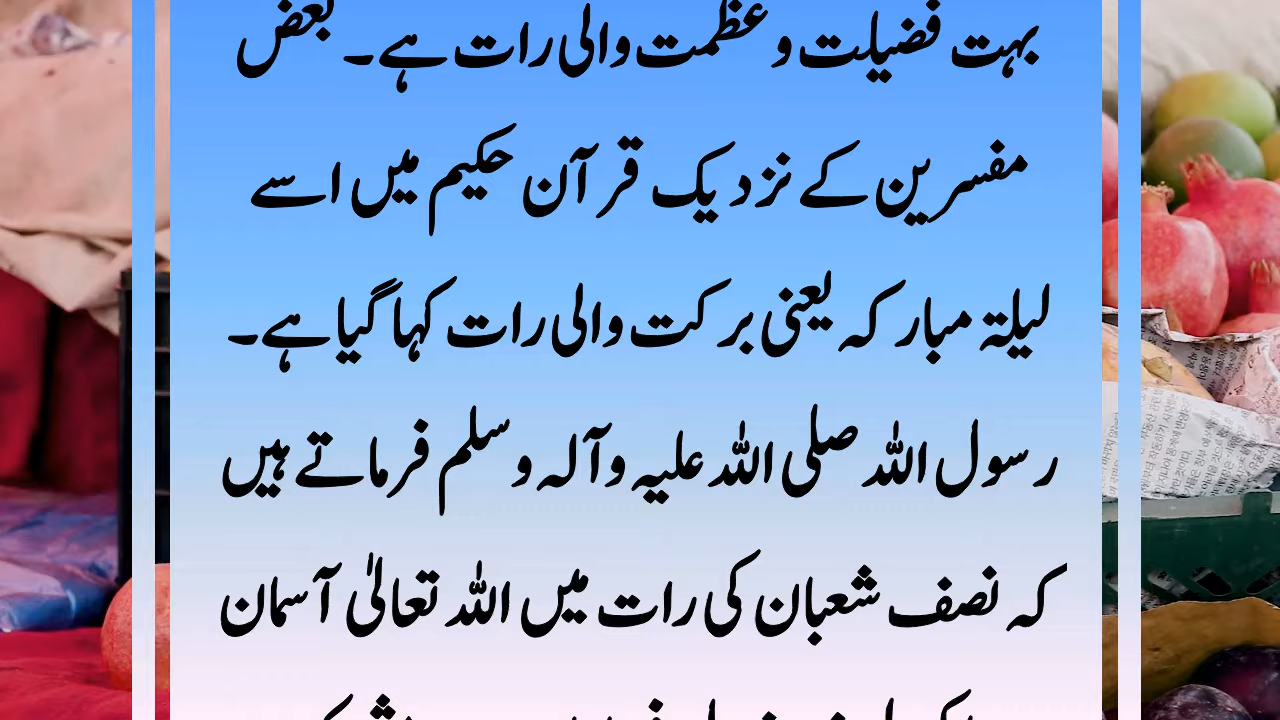 بہت فضیلت و عظمت والی رات ہے۔ بعض
مفسرین کے نزدیک قرآن حکیم میں اسے
لیلۃ مبارکہ یعنی برکت والی رات کہا گیا ہے۔
رسول اللہ صلی اللہ علیہ وآلہ وسلم فرماتے ہیں
کہ نصف شعبان کی رات میں اللہ تعالیٰ آسمان